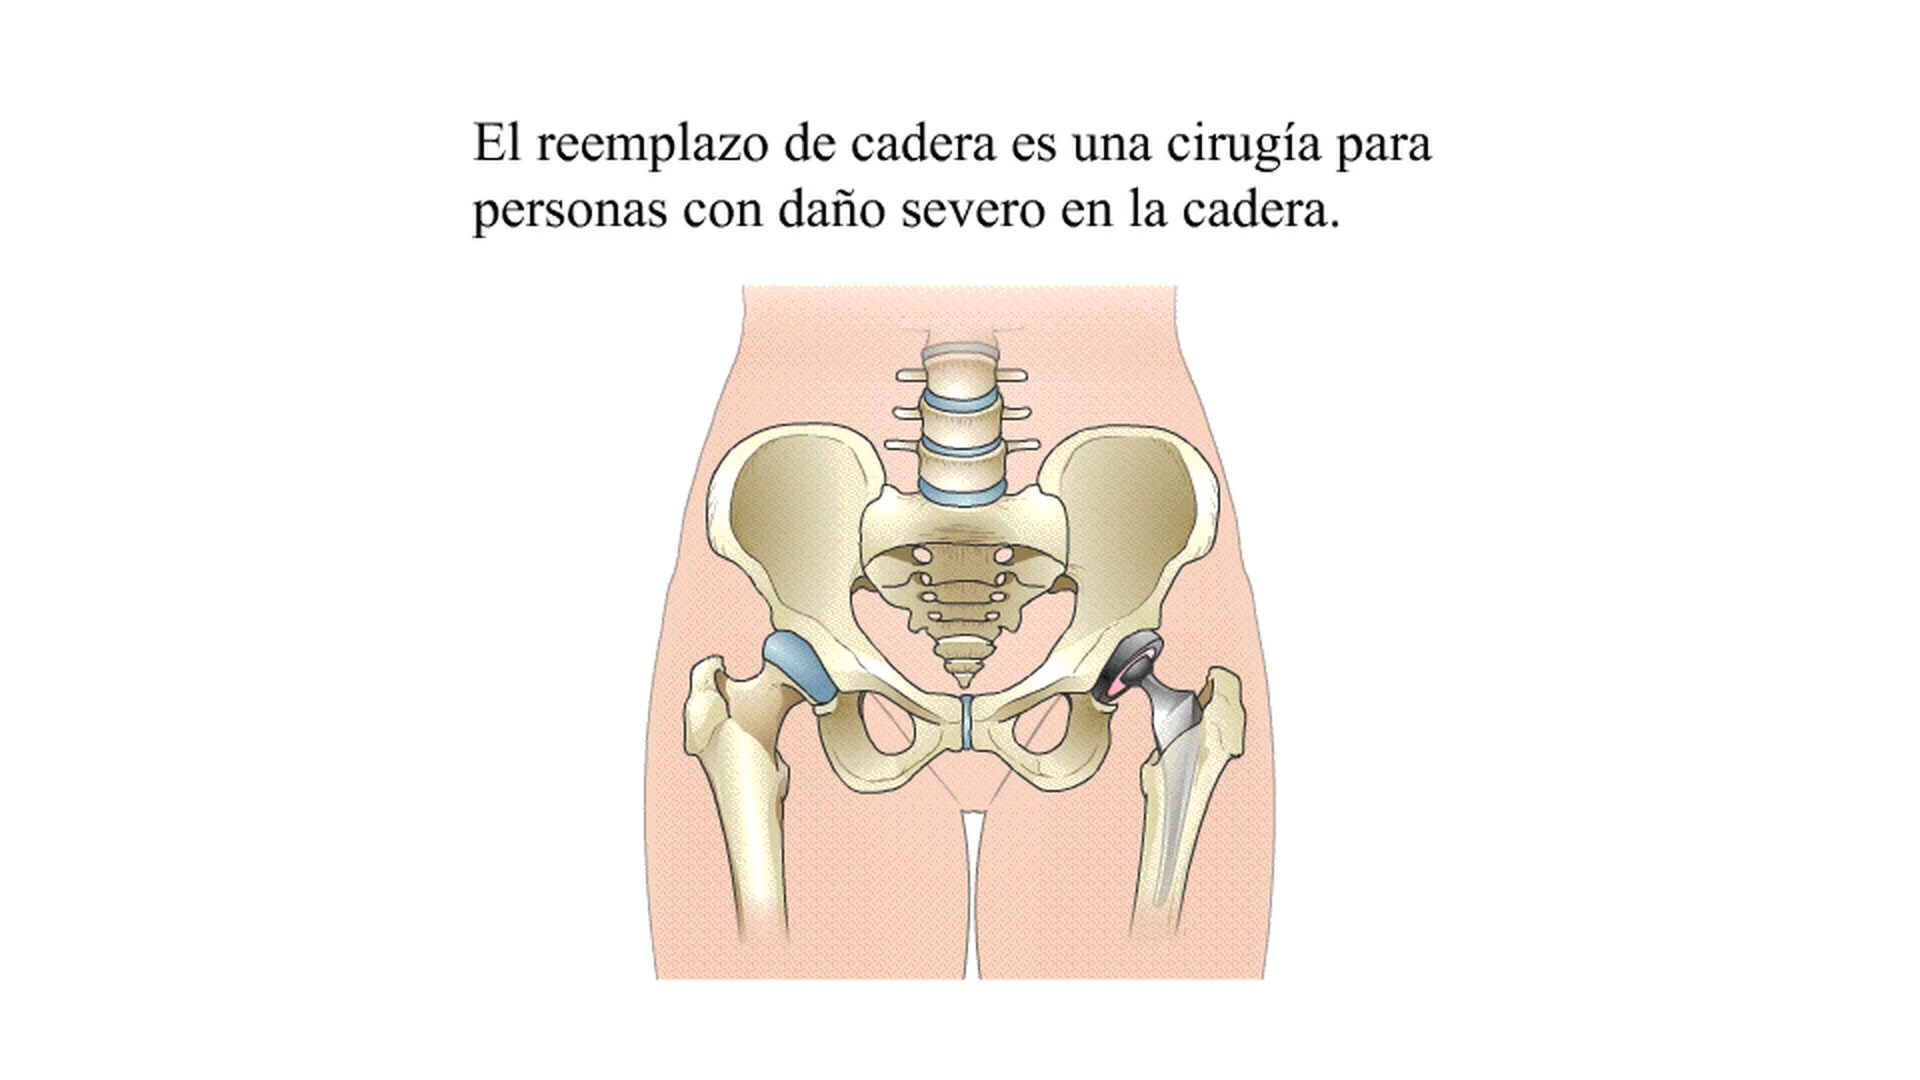 El reemplazo de cadera es una cirugía para
personas con daño severo en la cadera.